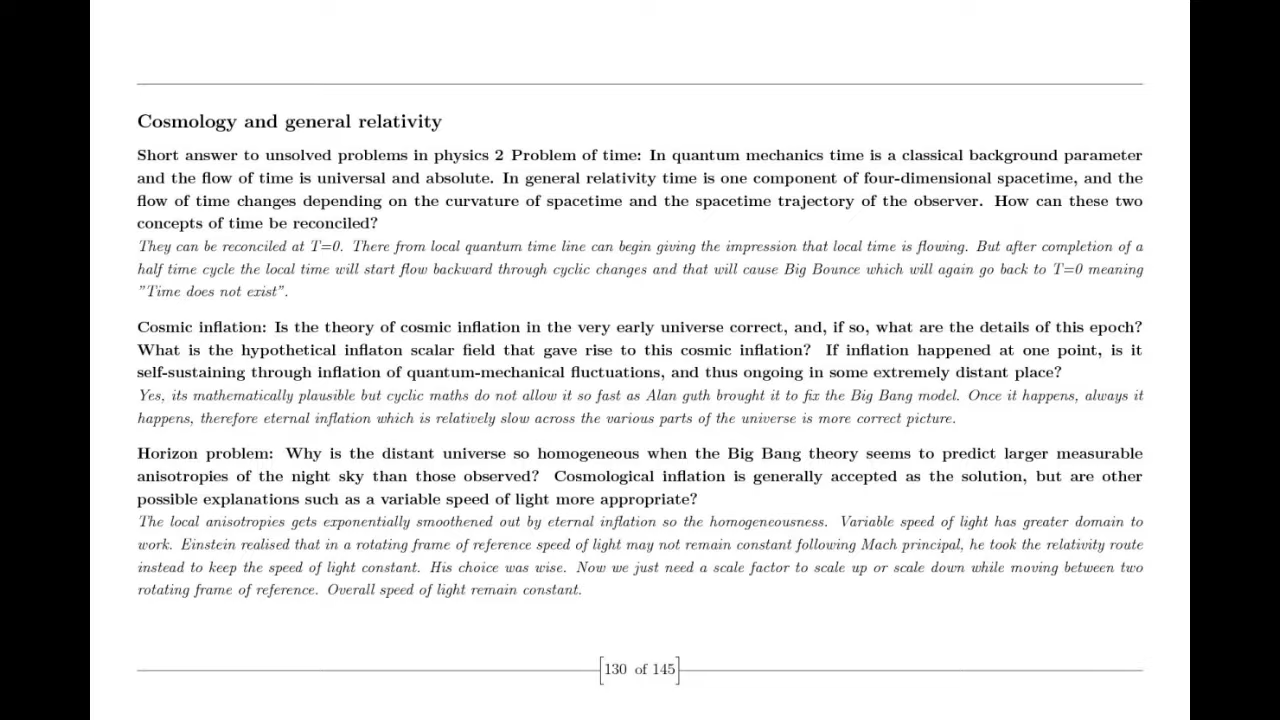 Cosmology and general relativity
Short answer to unsolved problems in physics 2 Problem of time: In quantum mechanics time is a classical background parameter
and the flow of time is universal and absolute. In general relativity time is one component of four-dimensional spacetime, and the
flow of time changes depending on the curvature of spacetime and the spacetime trajectory of the observer. How can these two
concepts of time be reconciled?
They can be reconciled at T=0. There from local quantum time line can begin giving the impression that local time is flowing. But after completion of a
half time cycle the local time will start flow backward through cyclic changes and that will cause Big Bounce which will again go back to T=0 meaning
"Time does not exist".
Cosmic inflation: Is the theory of cosmic inflation in the very early universe correct, and, if so, what are the details of this epoch?
What is the hypothetical inflaton scalar field that gave rise to this cosmic inflation? If inflation happened at one point, is it
self-sustaining through inflation of quantum-mechanical fluctuations, and thus ongoing in some extremely distant place?
Yes, its mathematically plausible but cyclic maths do not allow it so fast as Alan guth brought it to fix the Big Bang model. Once it happens, always it
happens, therefore eternal inflation which is relatively slow across the various parts of the universe is more correct picture.
Horizon problem: Why is the distant universe so homogeneous when the Big Bang theory seems to predict larger measurable
anisotropies of the night sky than those observed? Cosmological inflation is generally accepted as the solution, but are other
possible explanations such as a variable speed of light more appropriate?
The local anisotropies gets exponentially smoothened out by eternal inflation so the homogeneousness. Variable speed of light has greater domain to
work. Einstein realised that in a rotating frame of reference speed of light may not remain constant following Mach principal, he took the relativity route
instead to keep the speed of light constant. His choice was wise. Now we just need a scale factor to scale up or scale down while moving between two
rotating frame of reference. Overall speed of light remain constant.
130 of 145